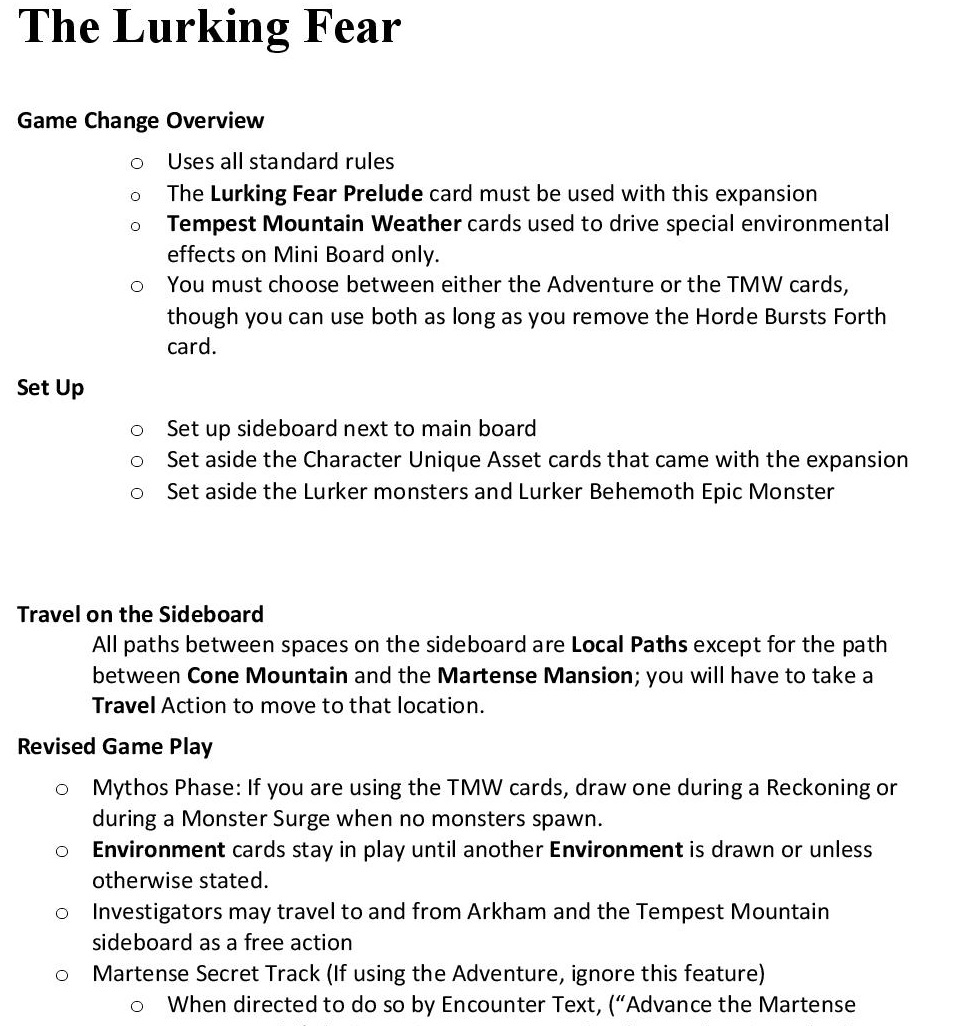 The Lurking Fear
Game Change Overview
o Uses all standard rules
o The Lurking Fear Prelude card must be used with this expansion
o Tempest Mountain Weather cards used to drive special environmental
effects on Mini Board only.
o You must choose between either the Adventure or the TMW cards,
though you can use both as long as you remove the Horde Bursts Forth
card.
Set Up
o Set up sideboard next to main board
o Set aside the Character Unique Asset cards that came with the expansion
o Set aside the Lurker monsters and Lurker Behemoth Epic Monster
Travel on the Sideboard
All paths between spaces on the sideboard are Local Paths except for the path
between Cone Mountain and the Martense Mansion; you will have to take a
Travel Action to move to that location.
Revised Game Play
o Mythos Phase: If you are using the TMW cards, draw one during a Reckoning or
during a Monster Surge when no monsters spawn.
o Environment cards stay in play until another Environment is drawn or unless
otherwise stated.
o Investigators may travel to and from Arkham and the Tempest Mountain
sideboard as a free action
o Martense Secret Track (If using the Adventure, ignore this feature)
o When directed to do so by Encounter Text, (“Advance the Martense